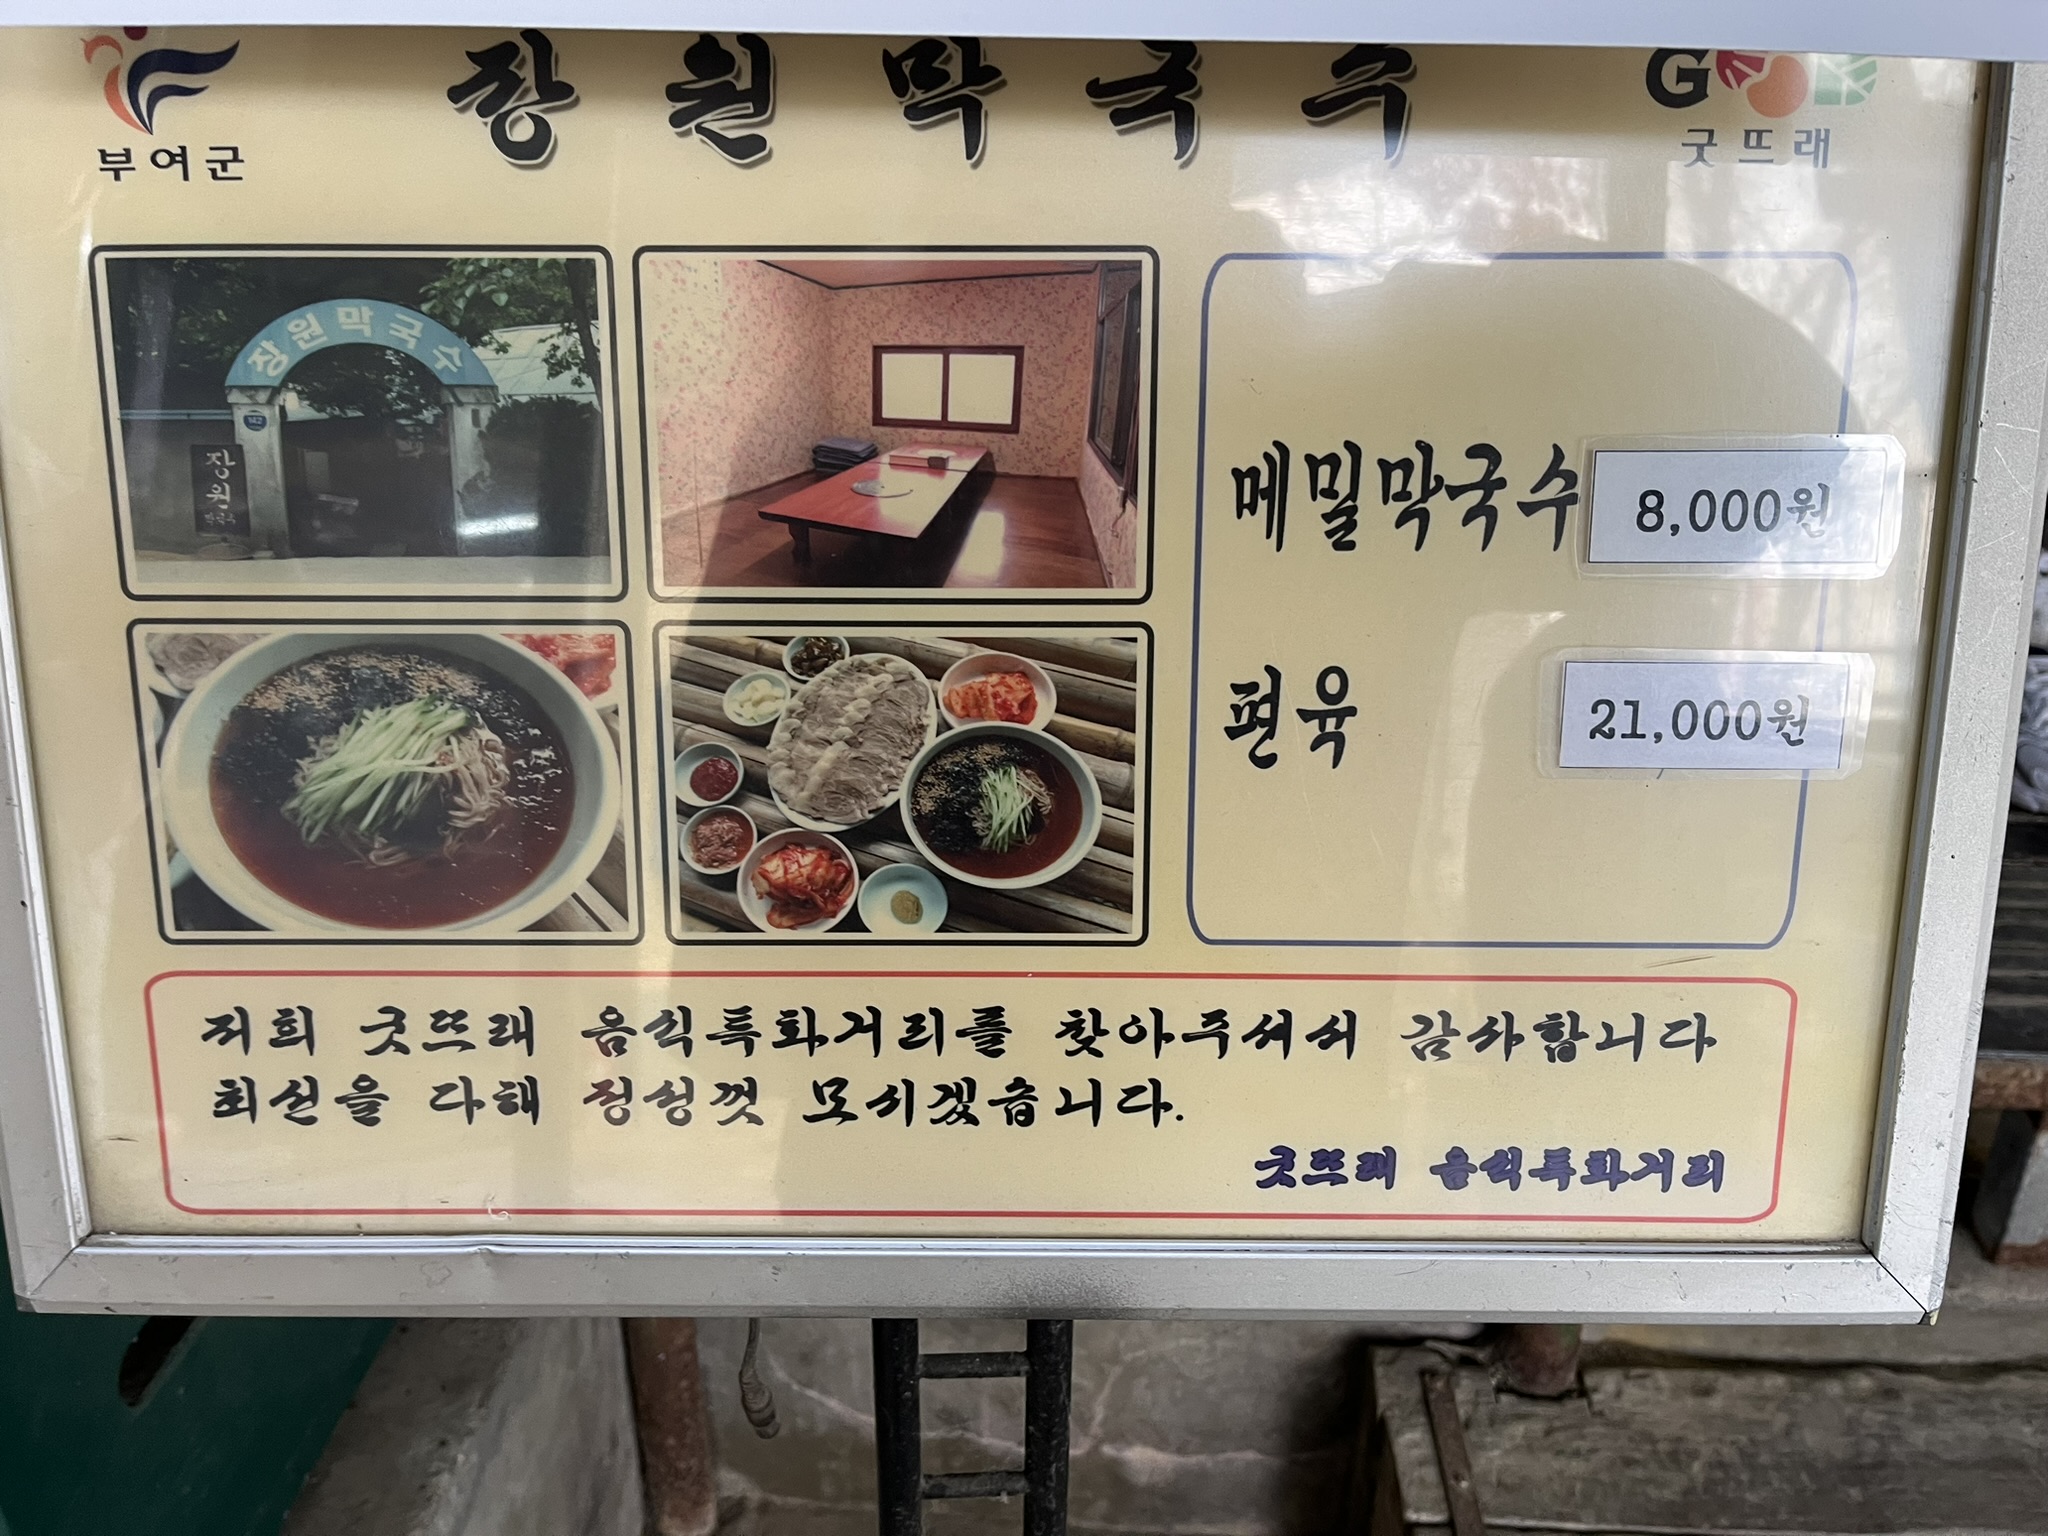 부여군
장원막국수
GOOD
굿뜨래
장원막국수
142
장원
메밀막국수 8,000원
편육 21,000원
저희 굿뜨래 음식특화거리를 찾아주셔서 감사합니다
최선을 다해 정성껏 모시겠습니다.
굿뜨래 음식특화거리